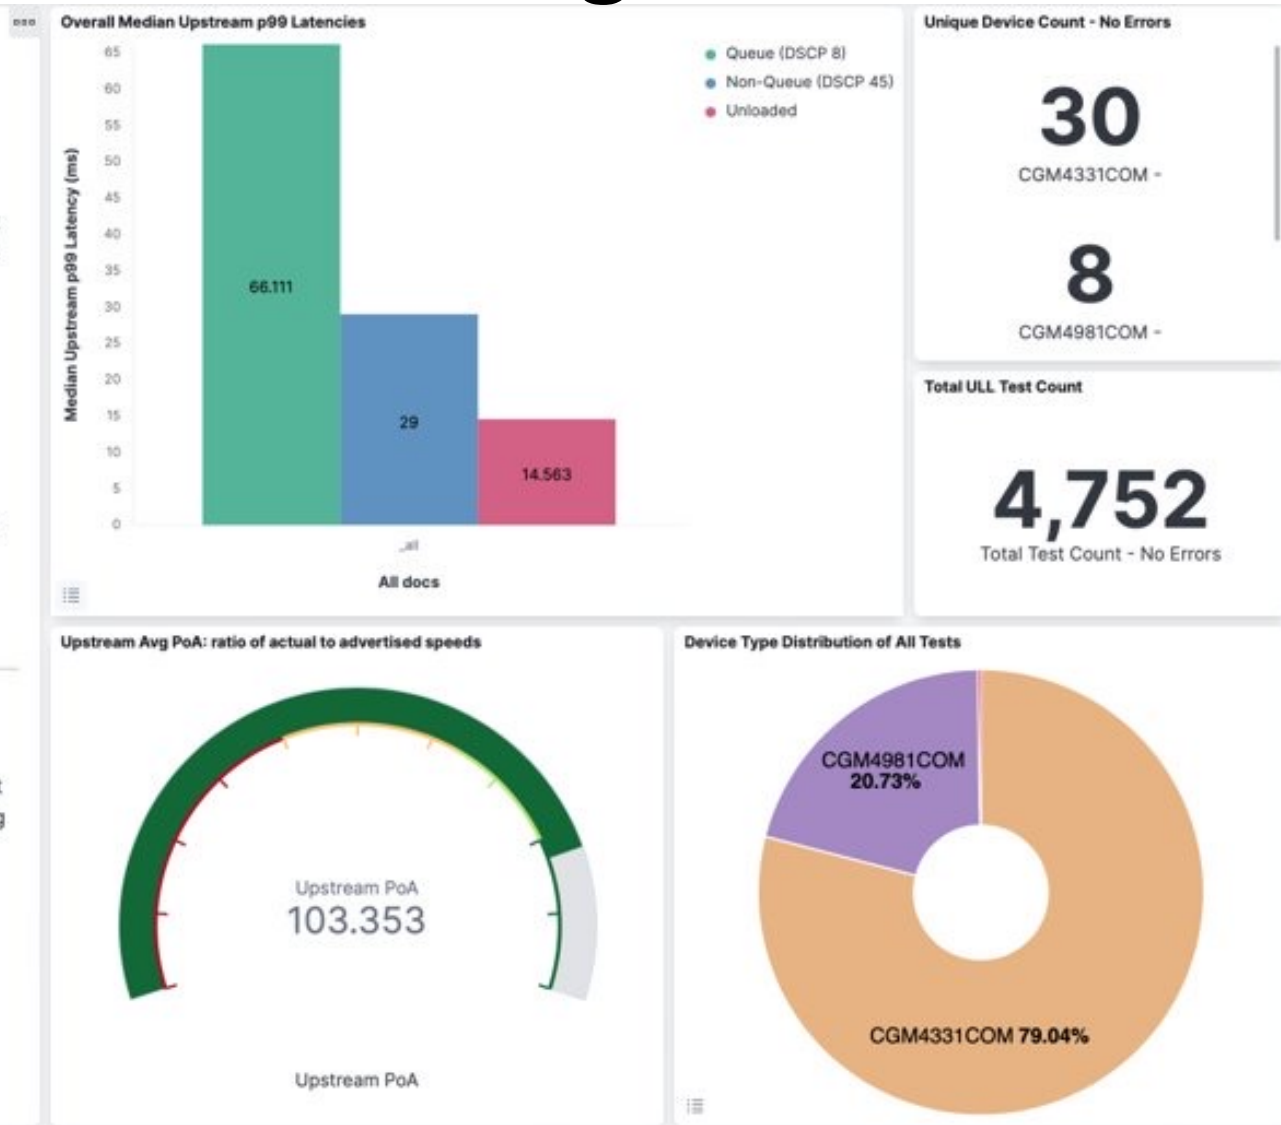 Overall Median Upstream p99 Latencies
65
60
55
50
45
40
35
30
25
20
15
10
5
0
Median Upstream p99 Latency (ms)
66.111
29
14.563
_all
All docs
Queue (DSCP 8)
Non-Queue (DSCP 45)
Unloaded
Unique Device Count - No Errors
30
CGM4331COM -
8
CGM4981COM -
Total ULL Test Count
4,752
Total Test Count - No Errors
Upstream Avg PoA: ratio of actual to advertised speeds
Upstream PoA
103.353
Upstream PoA
Device Type Distribution of All Tests
CGM4981COM
20.73%
CGM4331COM 79.04%